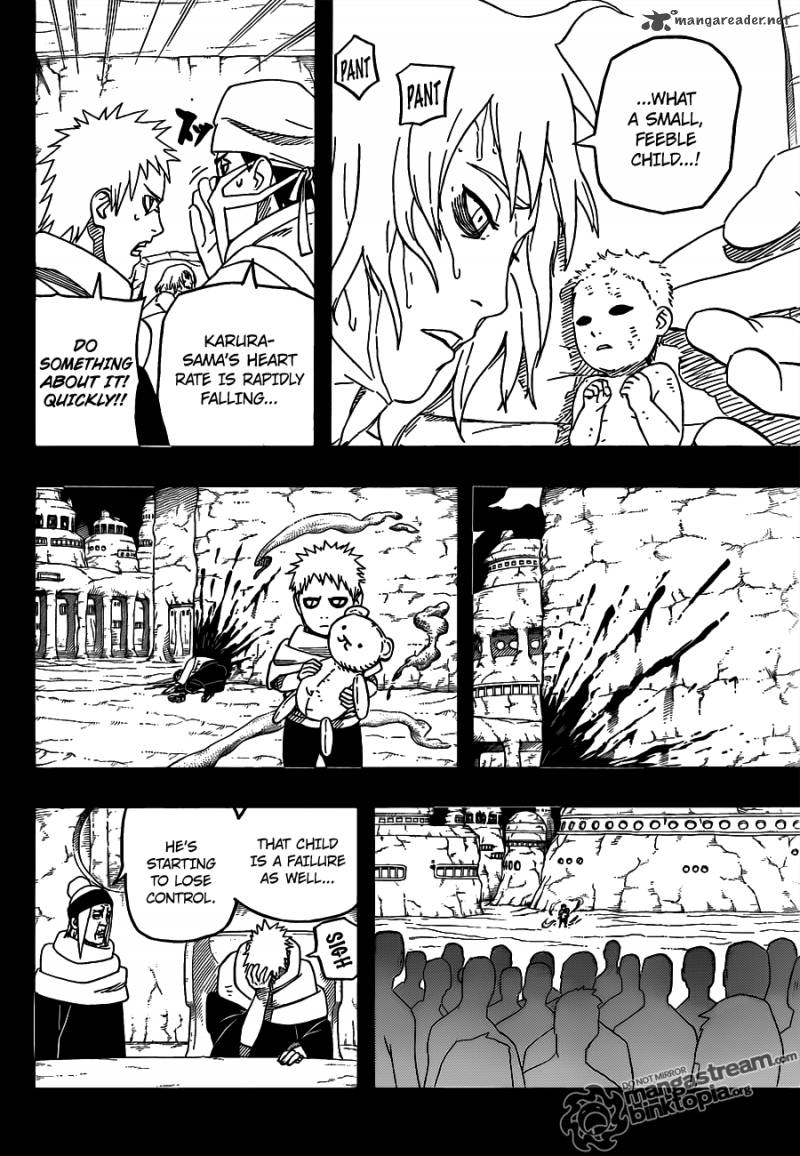 mangareader.net
...WHAT
A SMALL,
FEEBLE
CHILD...!
PANT
PANT
ズッ
KARURA-
SAMA'S HEART
RATE IS RAPIDLY
FALLING...
DO
SOMETHING
ABOUT IT!
QUICKLY!!
THAT CHILD
IS A FAILURE
AS WELL...
HE'S
STARTING
TO LOSE
CONTROL.
SIGH
DO NOT MIRROR
mangastream.com
binktopia.org